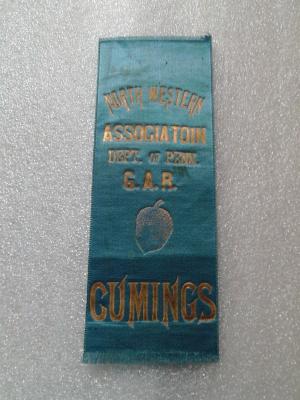 NORTH WESTERN
ASSOCIATOIN
DEPT. OF PENN.
G.A.R.
CUMINGS